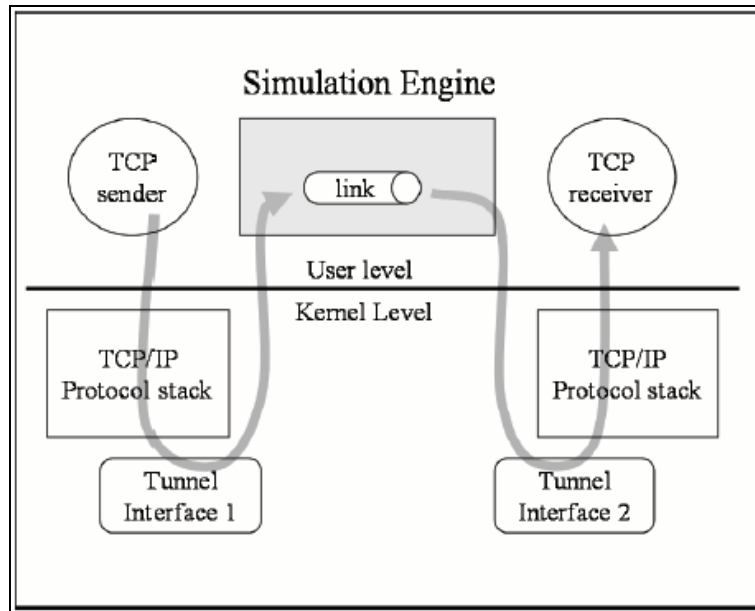 Simulation Engine
TCP
sender
link
TCP
receiver
User level
Kernel Level
TCP/IP
Protocol stack
TCP/IP
Protocol stack
Tunnel
Interface 1
Tunnel
Interface 2